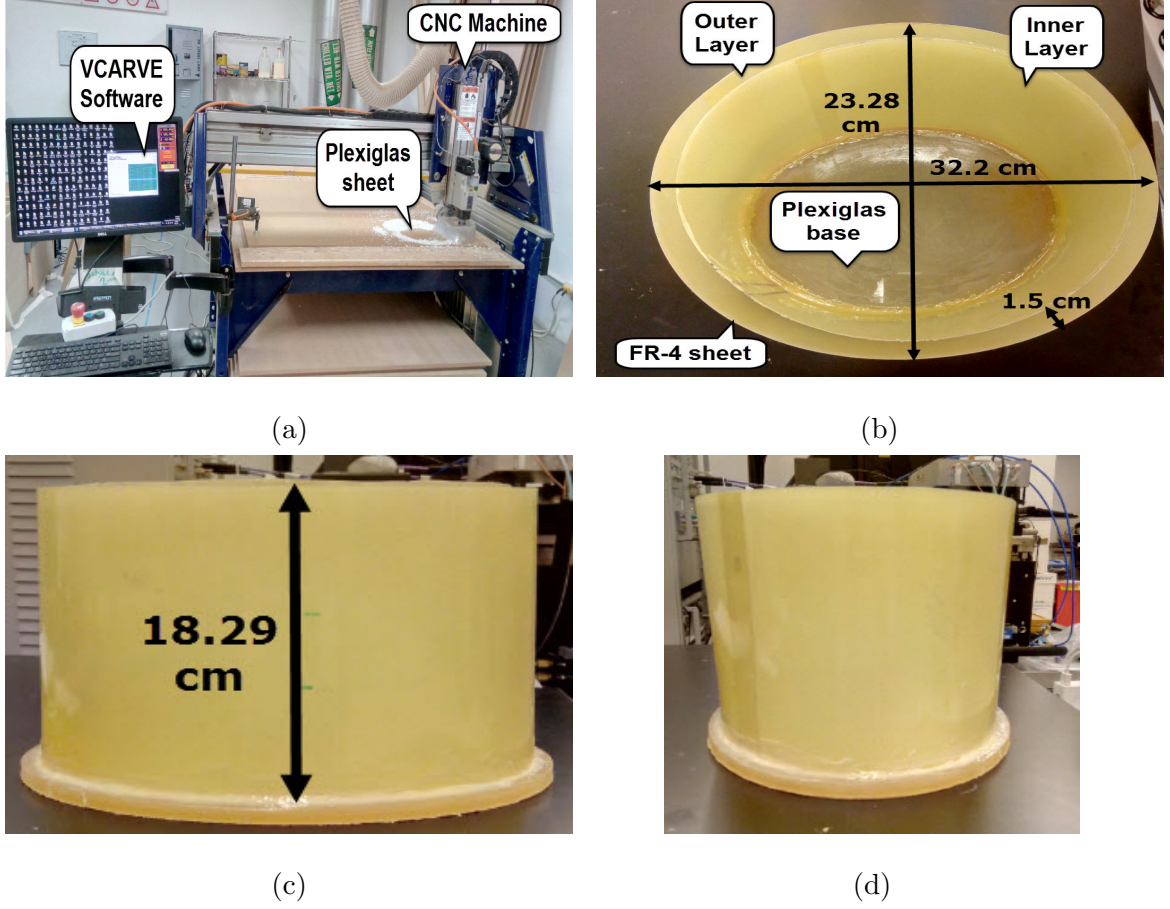 CNC Machine
VCARVE
Software
Plexiglas
sheet
DELL
(a)
Outer
Layer
Inner
Layer
23.28
cm
32.2 cm
Plexiglas
base
1.5 cm
FR-4 sheet
(b)
18.29
cm
(c)
(d)